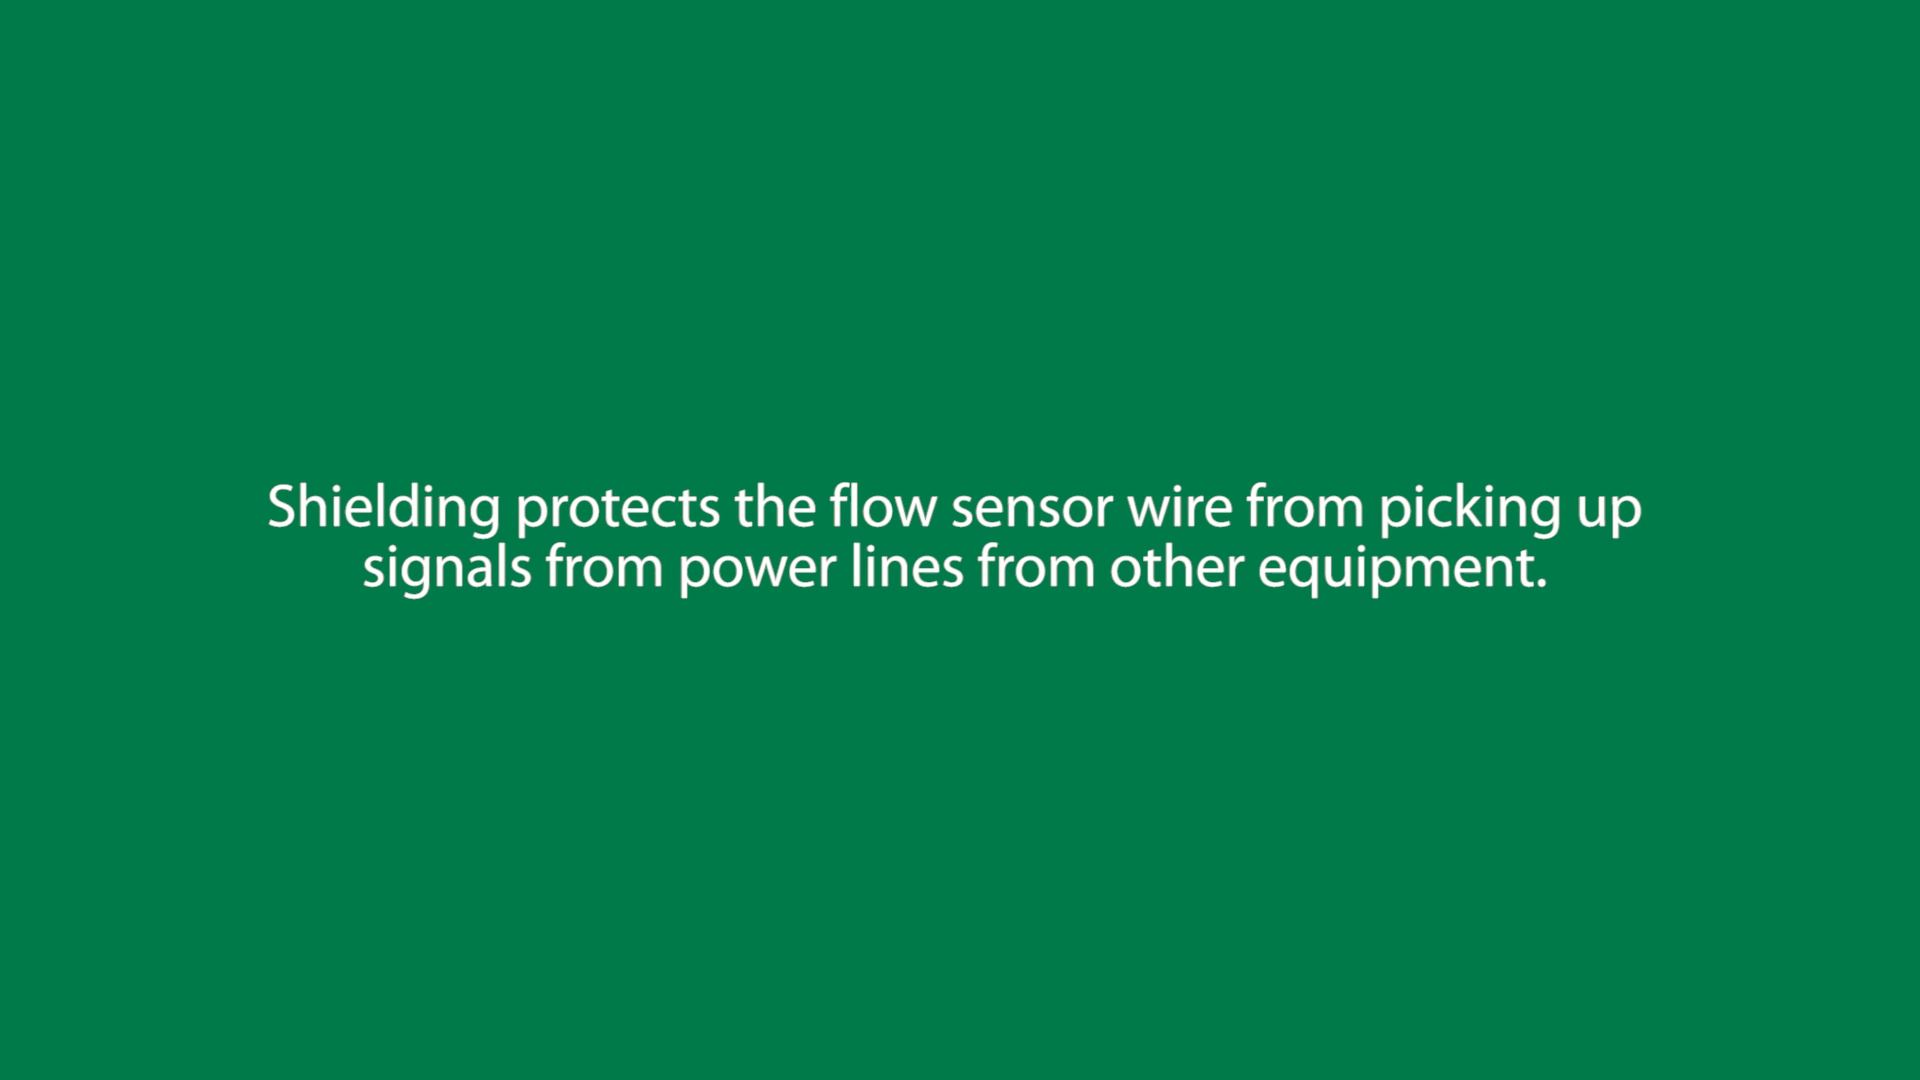 Shielding protects the flow sensor wire from picking up
signals from power lines from other equipment.